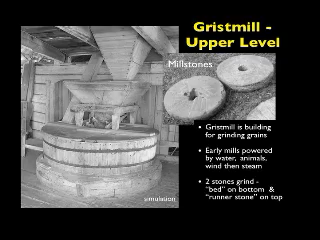 Gristmill -
Upper Level
Millstones
• Gristmill is building
for grinding grains
• Early mills powered
by water, animals,
wind then steam
• 2 stones grind -
"bed" on bottom &
"runner stone" on top
simulation